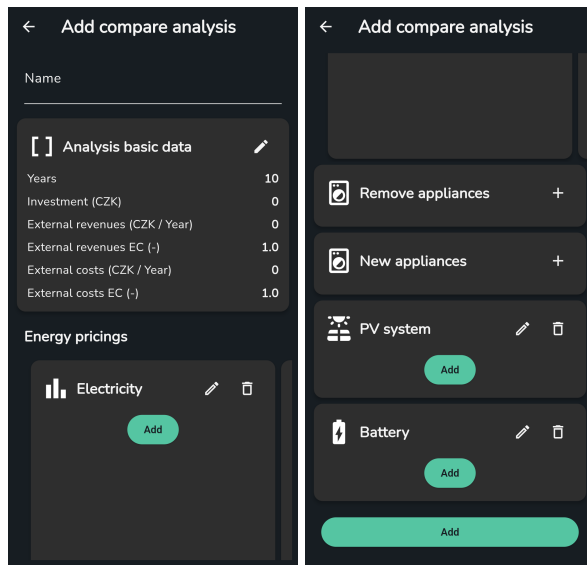 Add compare analysis
Name
Analysis basic data
Years 10
Investment (CZK) 0
External revenues (CZK / Year) 0
External revenues EC (-) 1.0
External costs (CZK / Year) 0
External costs EC (-) 1.0
Energy pricings
Electricity
Add
Add compare analysis
Remove appliances
New appliances
PV system
Add
Battery
Add
Add